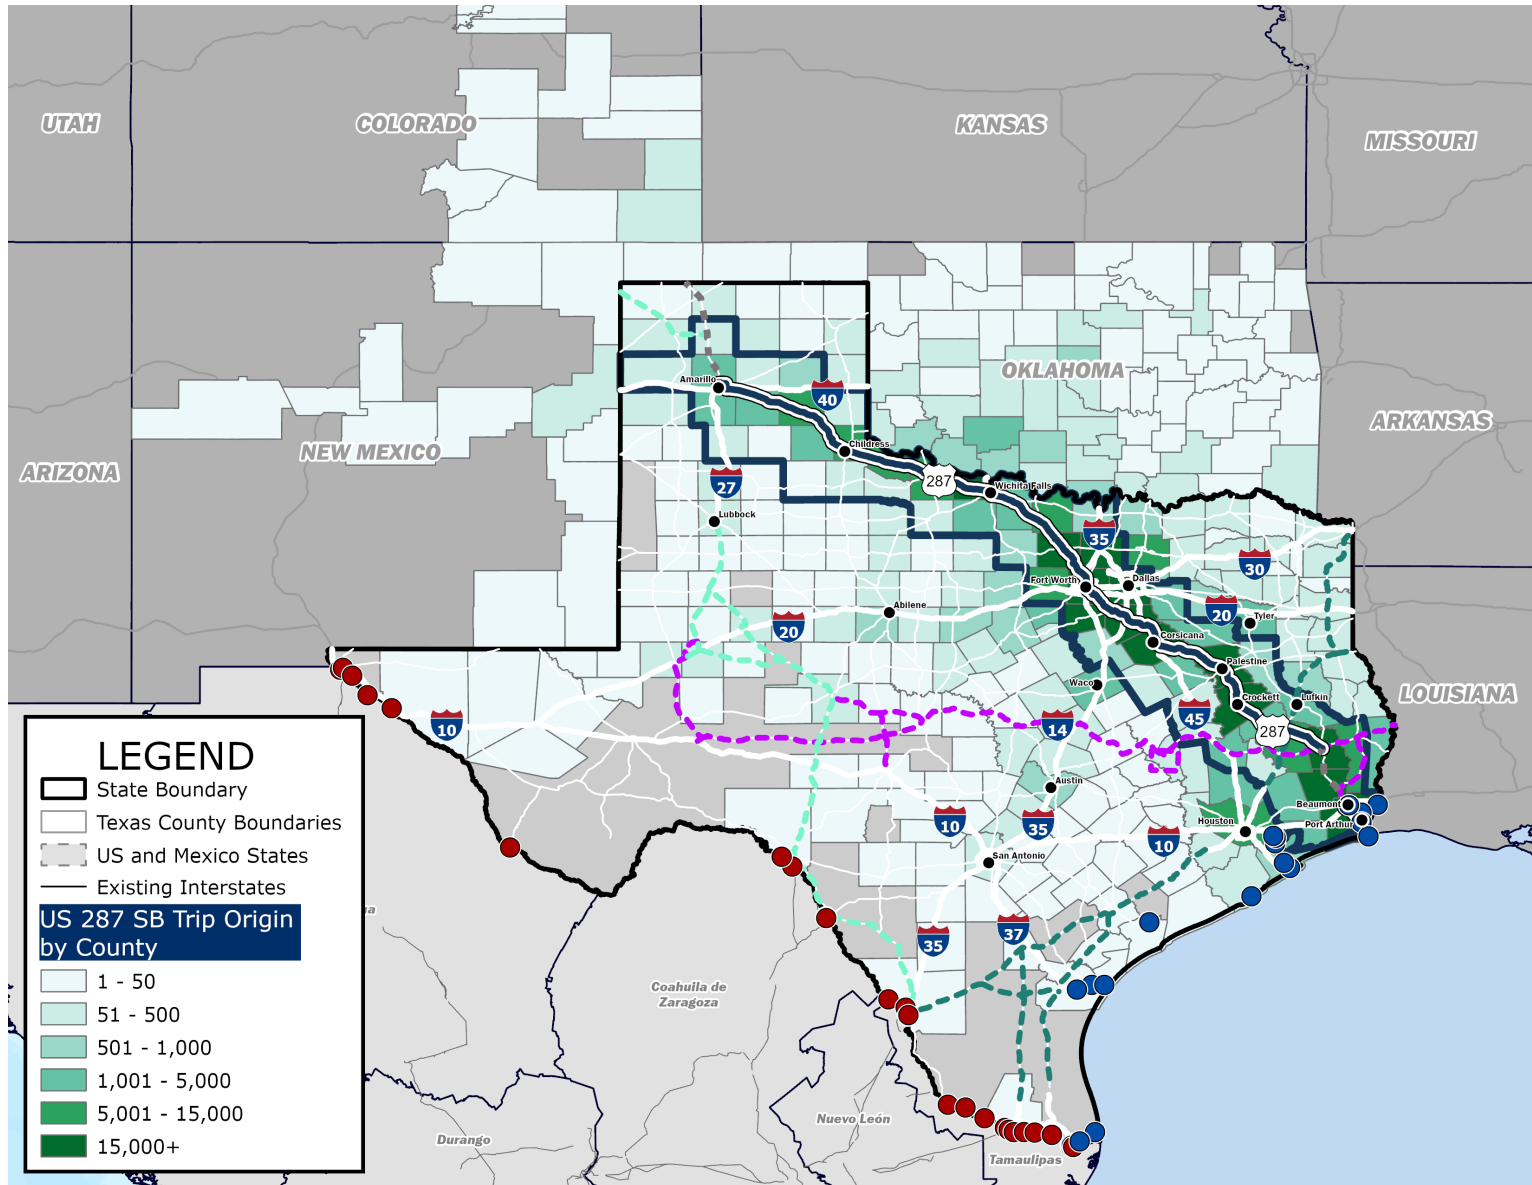 UTAH
COLORADO
KANSAS
MISSOURI
OKLAHOMA
ARKANSAS
NEW MEXICO
ARIZONA
LOUISIANA
Amarillo
40
Childress
287
Wichita Falls
27
Lubbock
35
30
Fort Worth
Dallas
Abilene
20
20
Tyler
Corsicana
Palestine
Waco
Crockett
Lufkin
10
14
45
287
Austin
Beaumont
10
35
10
Houston
Port Arthur
San Antonio
35
37
Coahuila de
Zaragoza
Nuevo León
Durango
Tamaulipas
ua
LEGEND
State Boundary
Texas County Boundaries
US and Mexico States
Existing Interstates
US 287 SB Trip Origin
by County
1 - 50
51 - 500
501 - 1,000
1,001 - 5,000
5,001 - 15,000
15,000+